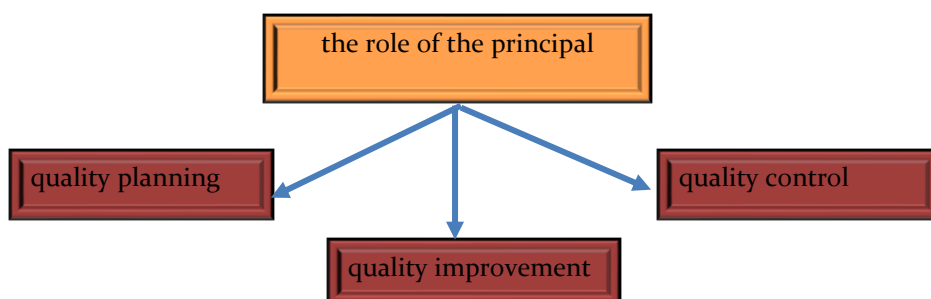 the role of the principal
quality planning
quality control
quality improvement